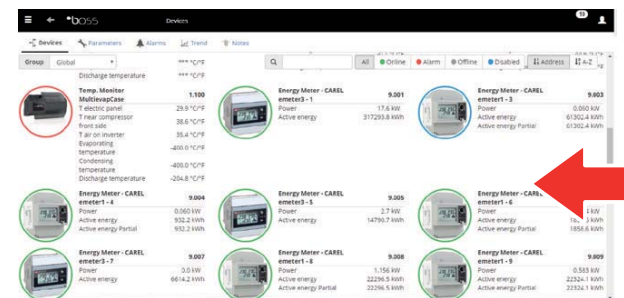 boss
Devices
19
Devices Parameters Alarms Trend Notes
Group Global All Online Alarm Offline Disabled Address A-Z
Discharge temperature *** °C/°F
Temp. Monitor MultievapCase 1.100
T electric panel 29.9 °C/°F
T near compressor front side 38.6 °C/°F
T air on inverter 35.4 °C/°F
Evaporating temperature -400.0 °C/°F
Condensing temperature -400.0 °C/°F
Discharge temperature -204.8 °C/°F
Energy Meter - CAREL emeter3 - 1 9.001
Power 17.6 kW
Active energy 317293.8 kWh
Energy Meter - CAREL emeter1 - 3 9.003
Power 0.060 kW
Active energy 61302.4 kWh
Active energy Partial 61302.4 kWh
Energy Meter - CAREL emeter1 - 4 9.004
Power 0.060 kW
Active energy 932.2 kWh
Active energy Partial 932.2 kWh
Energy Meter - CAREL emeter3 - 5 9.005
Power 2.7 kW
Active energy 14790.7 kWh
Energy Meter - CAREL emeter1 - 6
Power kW
Active energy kWh
Active energy Partial 1856.6 kWh
Energy Meter - CAREL emeter3 - 7 9.007
Power 0.0 kW
Active energy 6614.2 kWh
Energy Meter - CAREL emeter1 - 8 9.008
Power 1.156 kW
Active energy 22296.5 kWh
Active energy Partial 22296.5 kWh
Energy Meter - CAREL emeter1 - 9 9.009
Power 0.583 kW
Active energy 22324.1 kWh
Active energy Partial 22324.1 kWh